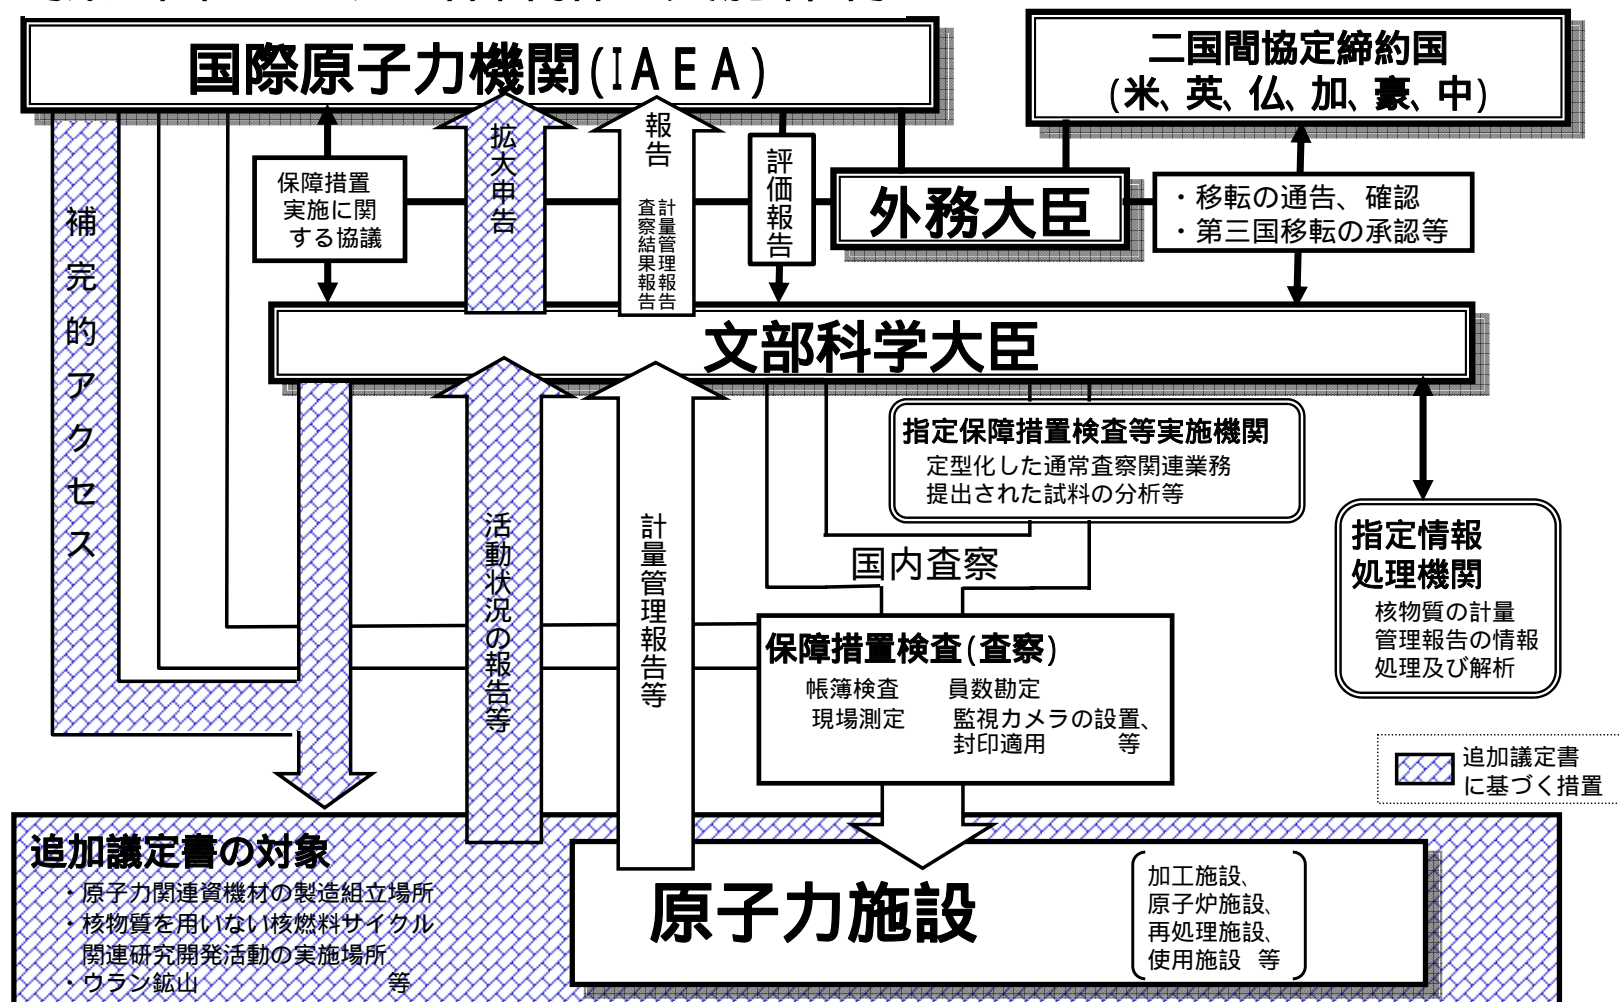 国際原子力機関(IAEA)
二国間協定締約国
(米、英、仏、加、豪、中)
補完的アクセス
保障措置
実施に関
する協議
拡大申告
報告
計量管理報告
査察結果報告
評価報告
外務大臣
・移転の通告、確認
・第三国移転の承認等
文部科学大臣
活動状況の報告等
計量管理報告等
指定保障措置検査等実施機関
定型化した通常査察関連業務
提出された試料の分析等
国内査察
指定情報
処理機関
核物質の計量
管理報告の情報
処理及び解析
保障措置検査(査察)
帳簿検査 員数勘定
現場測定 監視カメラの設置、
封印適用 等
追加議定書
に基づく措置
追加議定書の対象
・原子力関連資機材の製造組立場所
・核物質を用いない核燃料サイクル
関連研究開発活動の実施場所
・ウラン鉱山 等
原子力施設
加工施設、
原子炉施設、
再処理施設、
使用施設 等